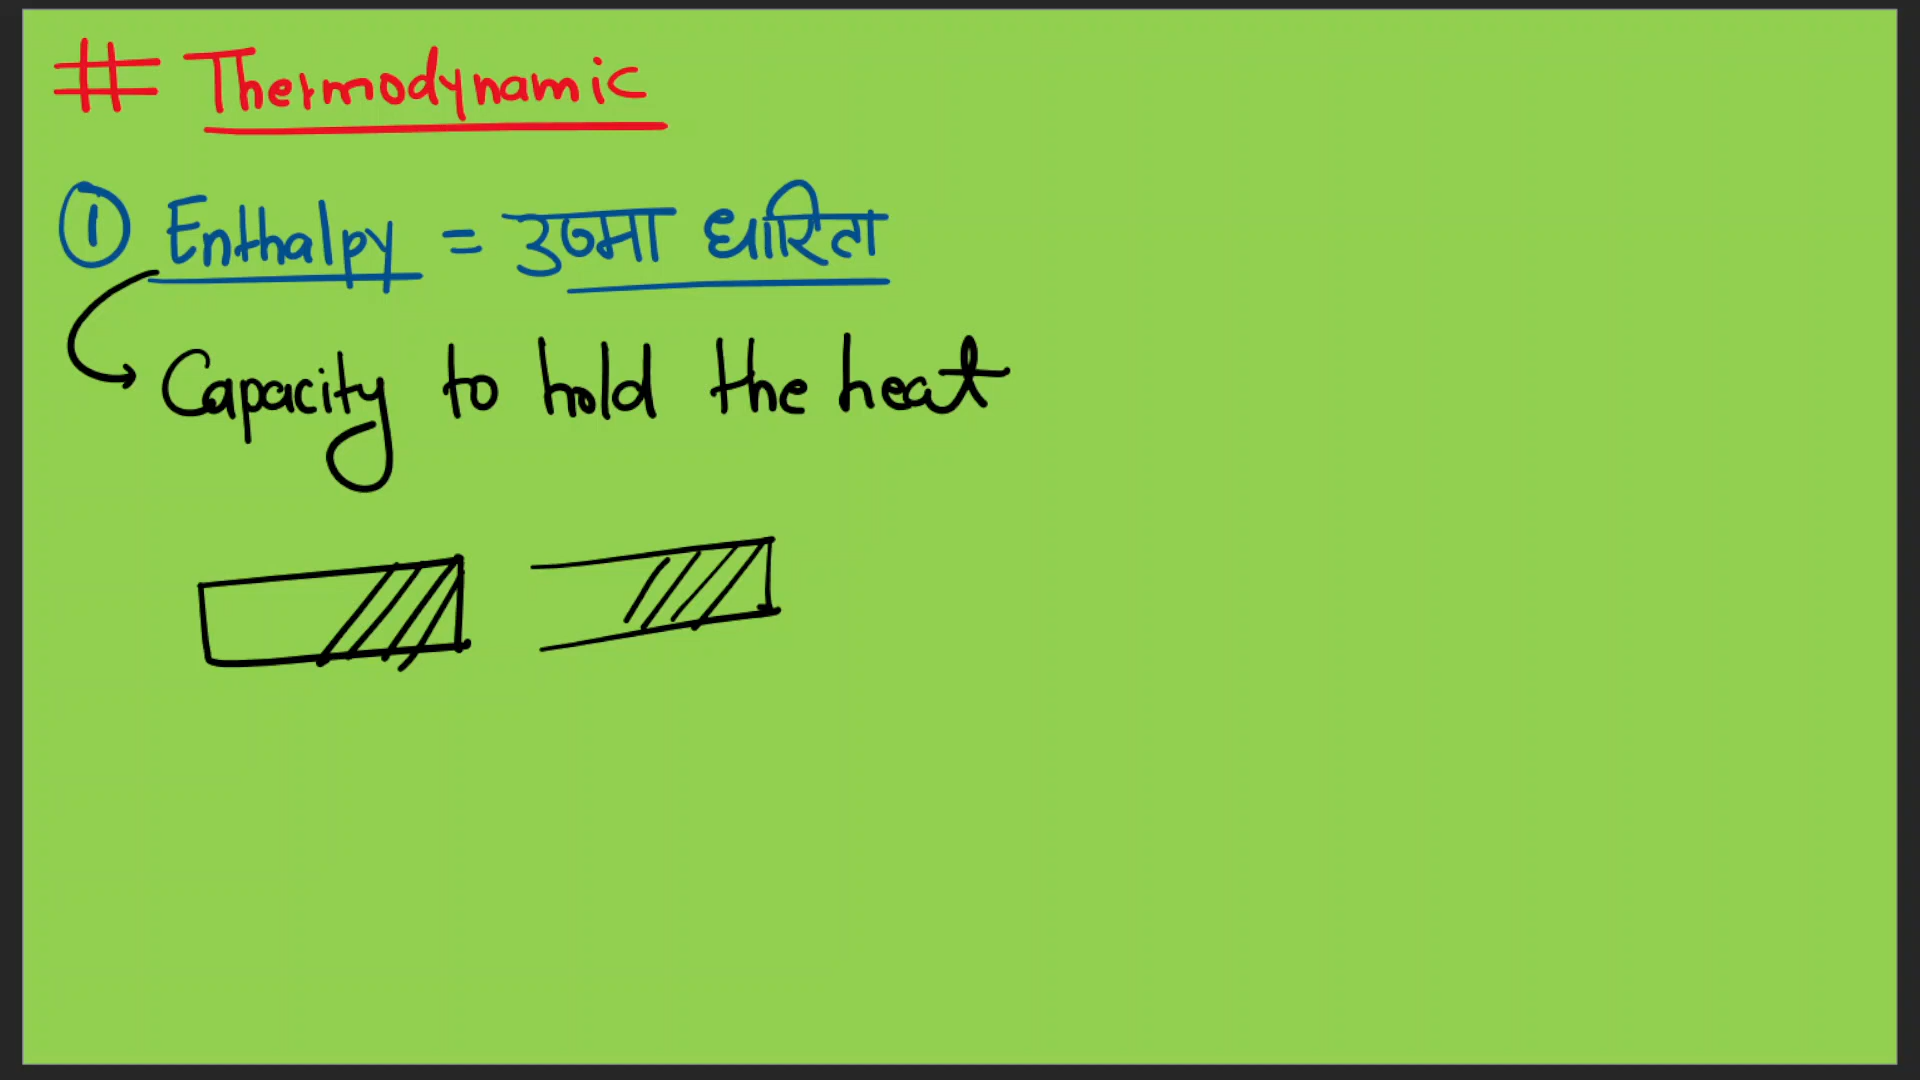 # Thermodynamic
① Enthalpy = उष्मा धारिता
Capacity to hold the heat